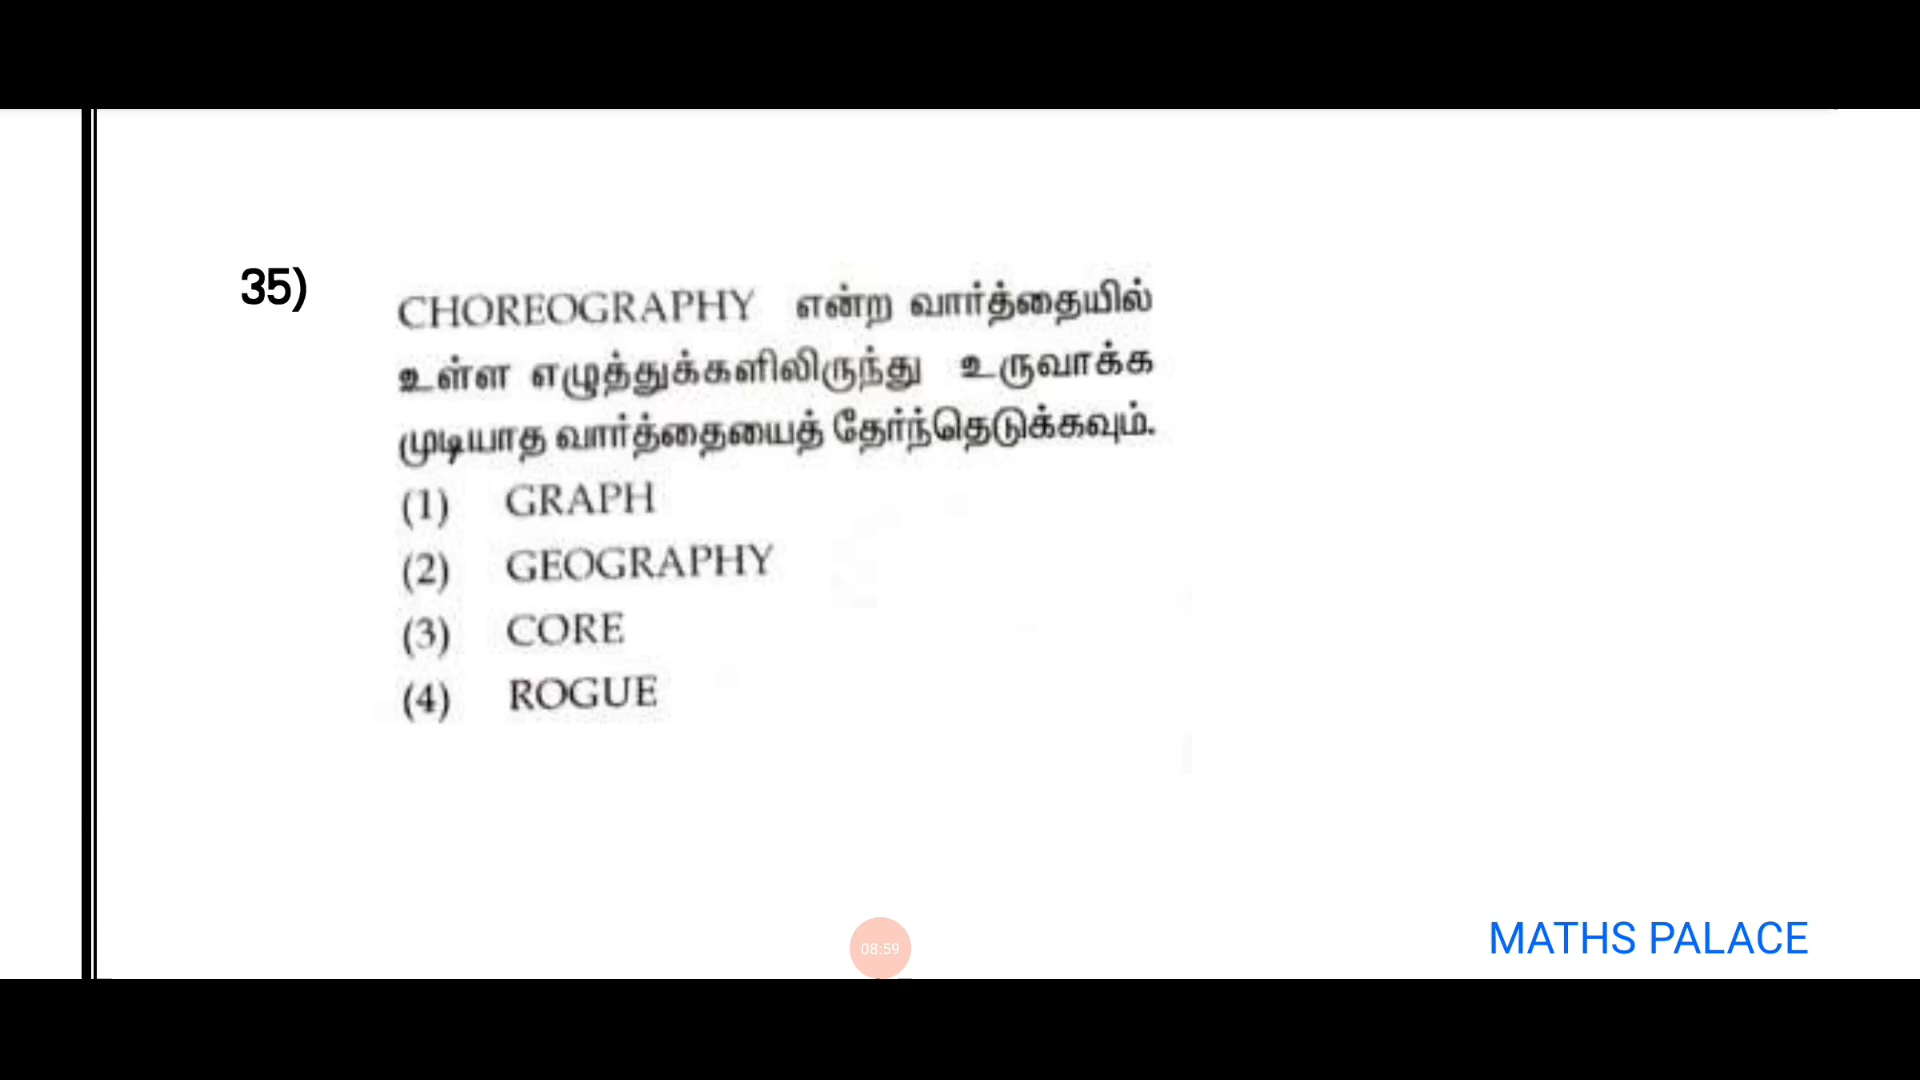 35)
CHOREOGRAPHY என்ற வார்த்தையில்
உள்ள எழுத்துக்களிலிருந்து உருவாக்க
முடியாத வார்த்தையைத் தேர்ந்தெடுக்கவும்.
(1) GRAPH
(2) GEOGRAPHY
(3) CORE
(4) ROGUE
08:59
MATHS PALACE